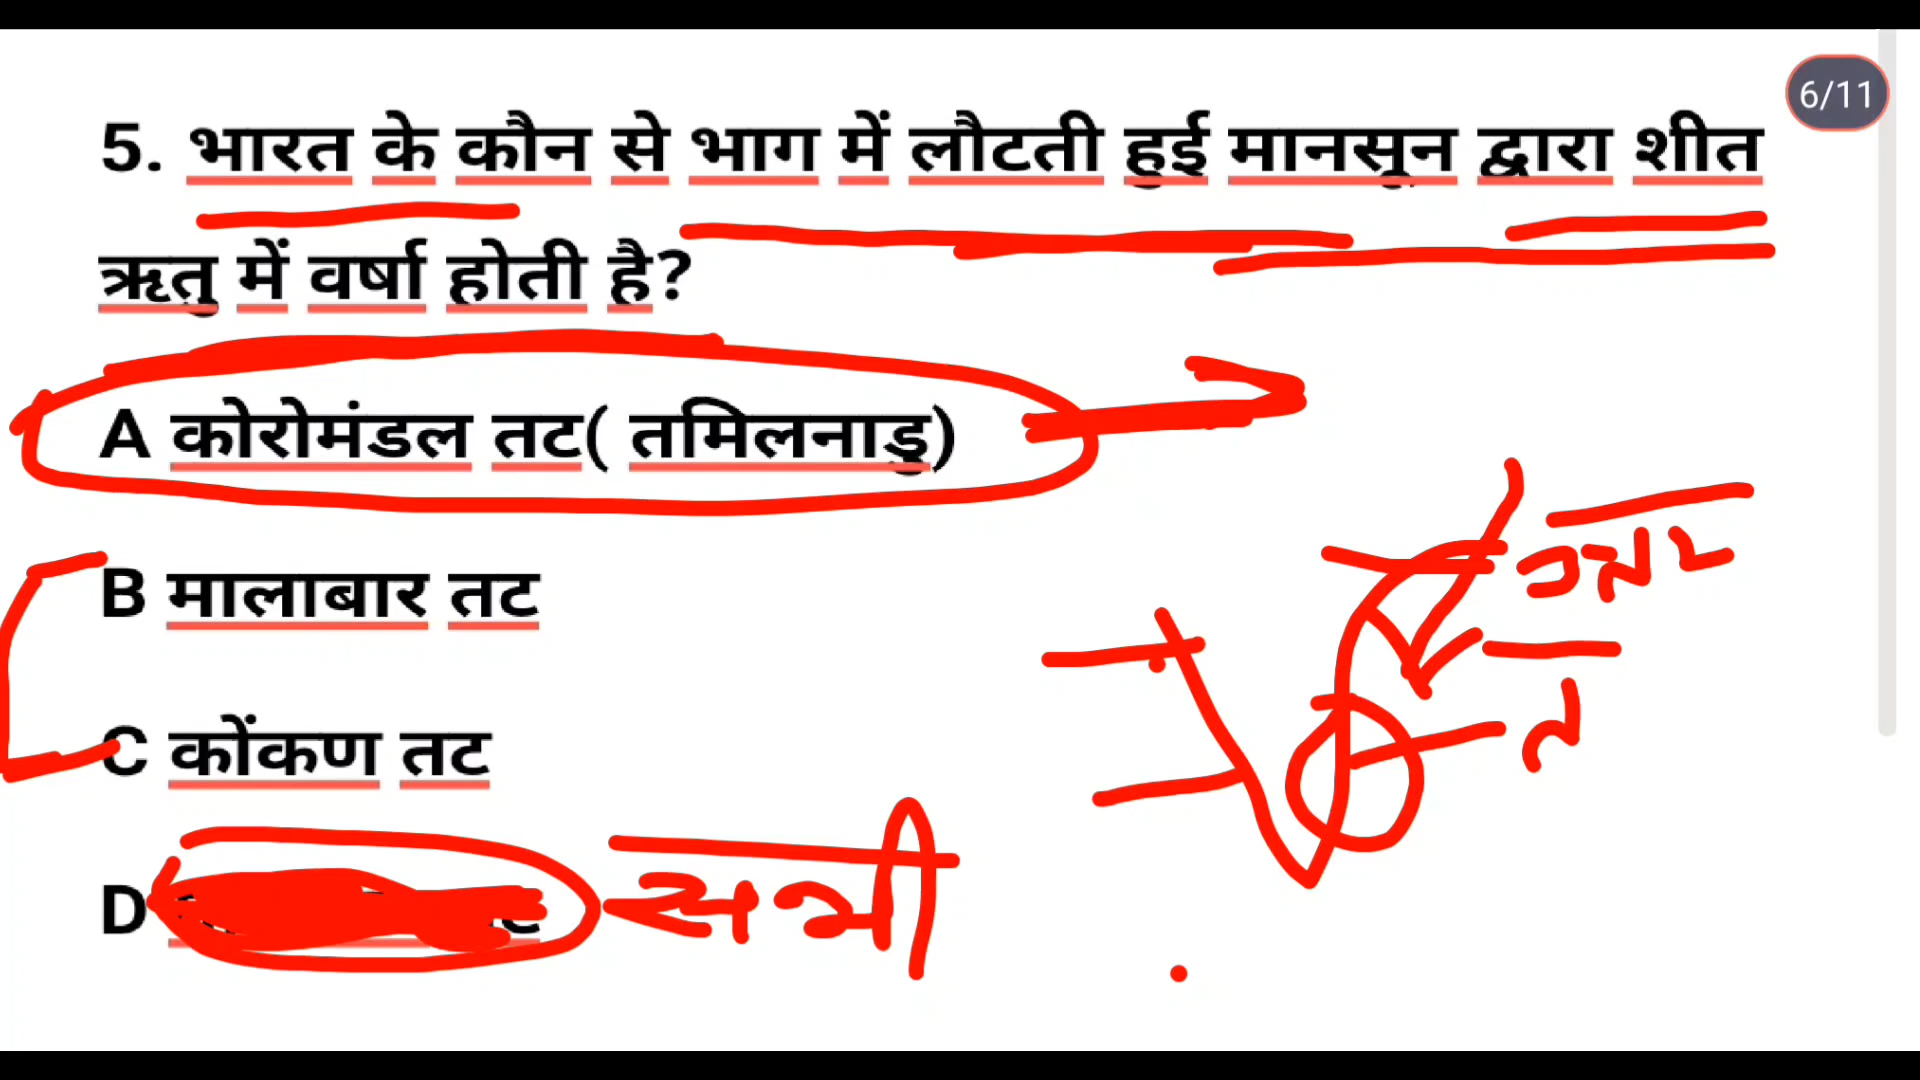 6/11
5. भारत के कौन से भाग में लौटती हुई मानसून द्वारा शीत
ऋतु में वर्षा होती है?
A कोरोमंडल तट( तमिलनाडु)
B मालाबार तट
C कोंकण तट
D सभी